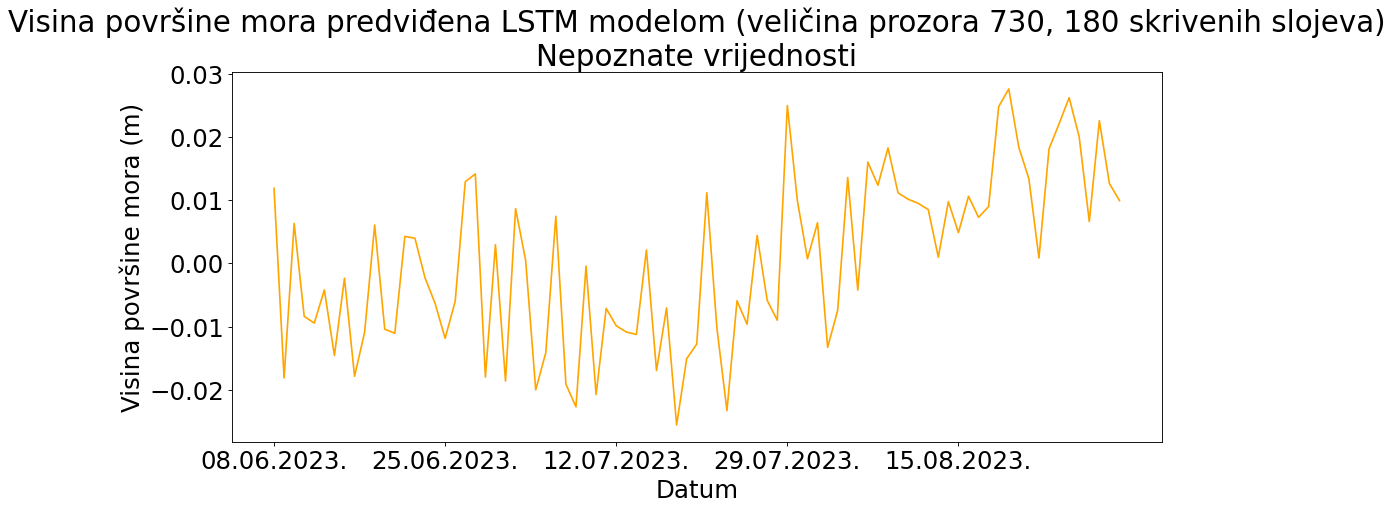 Visina površine mora predviđena LSTM modelom (veličina prozora 730, 180 skrivenih slojeva)
Nepoznate vrijednosti
0.03
0.02
0.01
0.00
−0.01
−0.02
Visina površine mora (m)
08.06.2023. 25.06.2023. 12.07.2023. 29.07.2023. 15.08.2023.
Datum